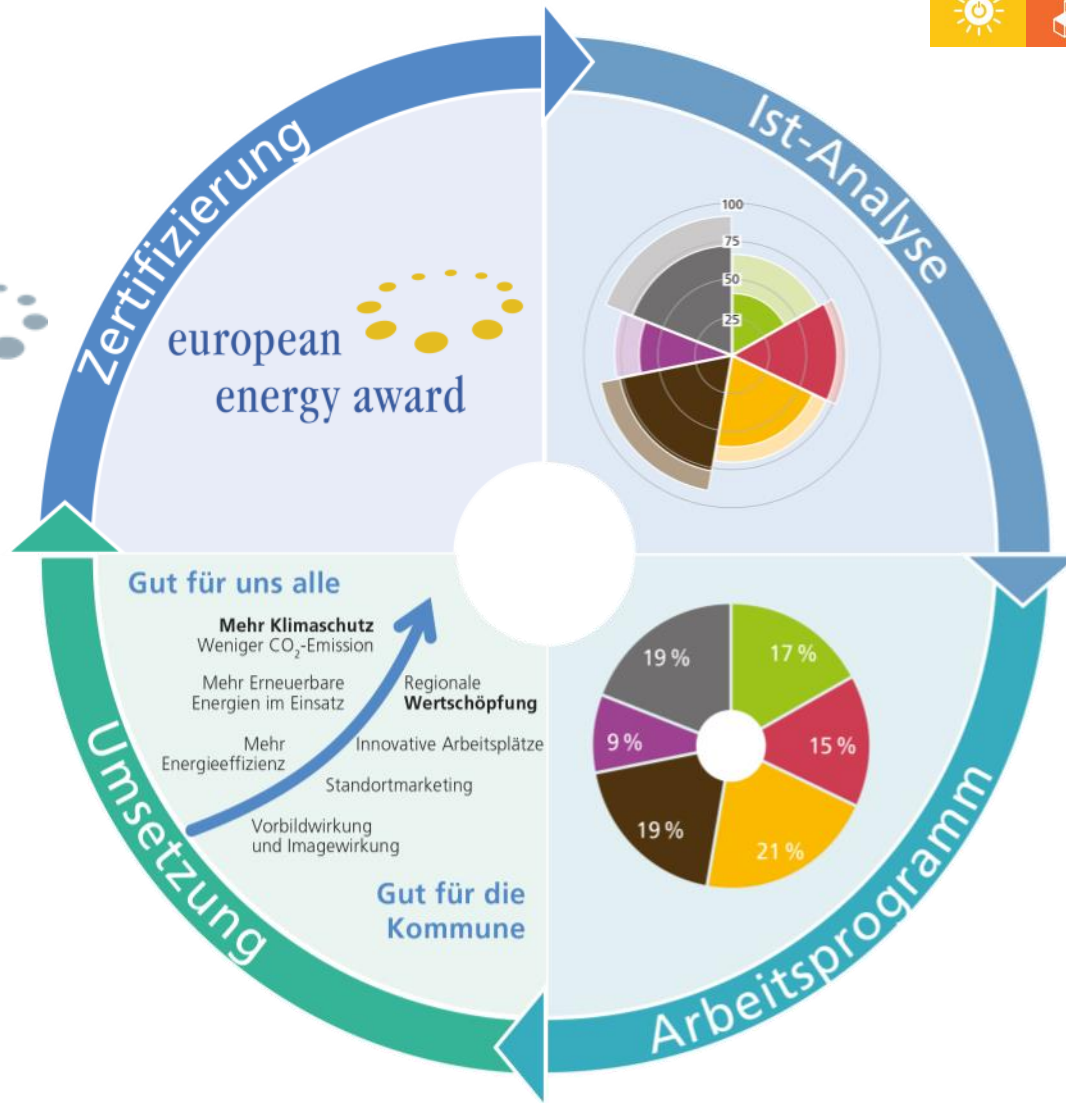 Zertifizierung
european
energy award
Ist-Analyse
100
75
50
25
Gut für uns alle
Mehr Klimaschutz
Weniger CO₂-Emission
Mehr Erneuerbare
Energien im Einsatz
Regionale
Wertschöpfung
Mehr
Energieeffizienz
Innovative Arbeitsplätze
Standortmarketing
Vorbildwirkung
und Imagewirkung
Gut für die
Kommune
Umsetzung
19 %
17 %
9 %
15 %
19 %
21 %
Arbeitsprogramm